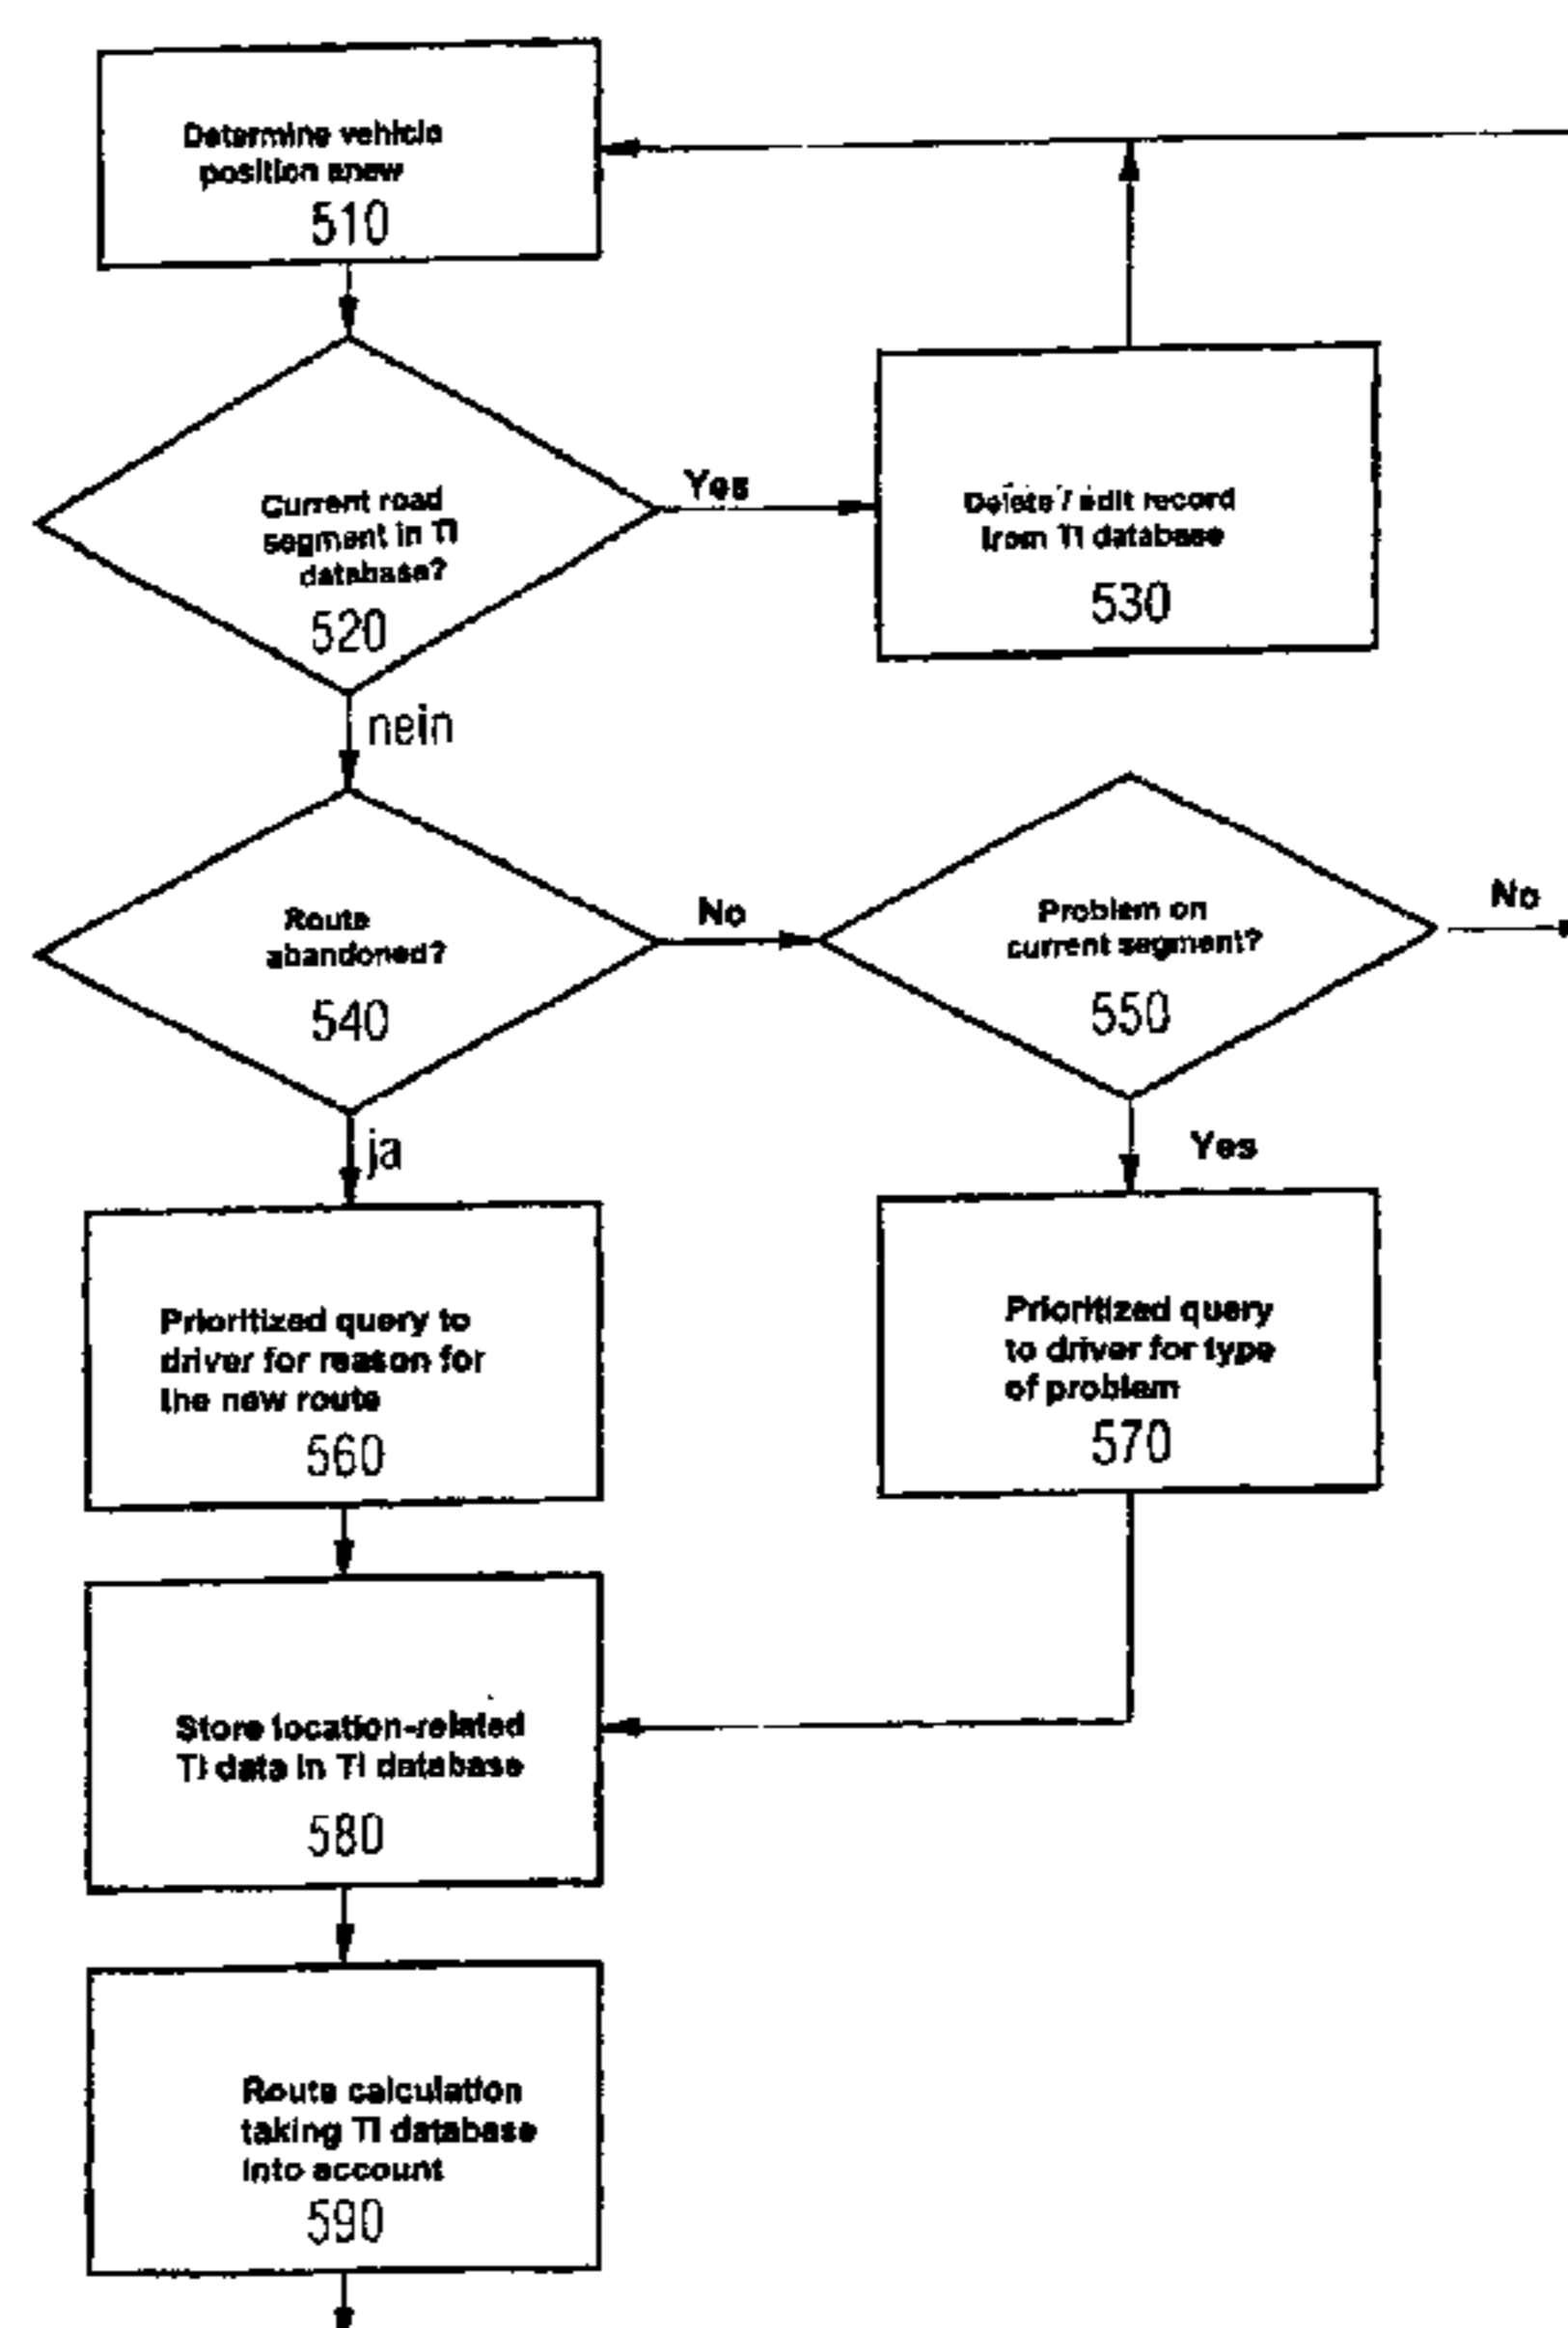 Determine vehicle
position anew
510
Current road
segment in TI
database?
520
Yes
Delete / edit record
from TI database
530
nein
Route
abandoned?
540
No
Problem on
current segment?
550
No
ja
Yes
Prioritized query to
driver for reason for
the new route
560
Prioritized query
to driver for type
of problem
570
Store location-related
TI data in TI database
580
Route calculation
taking TI database
into account
590